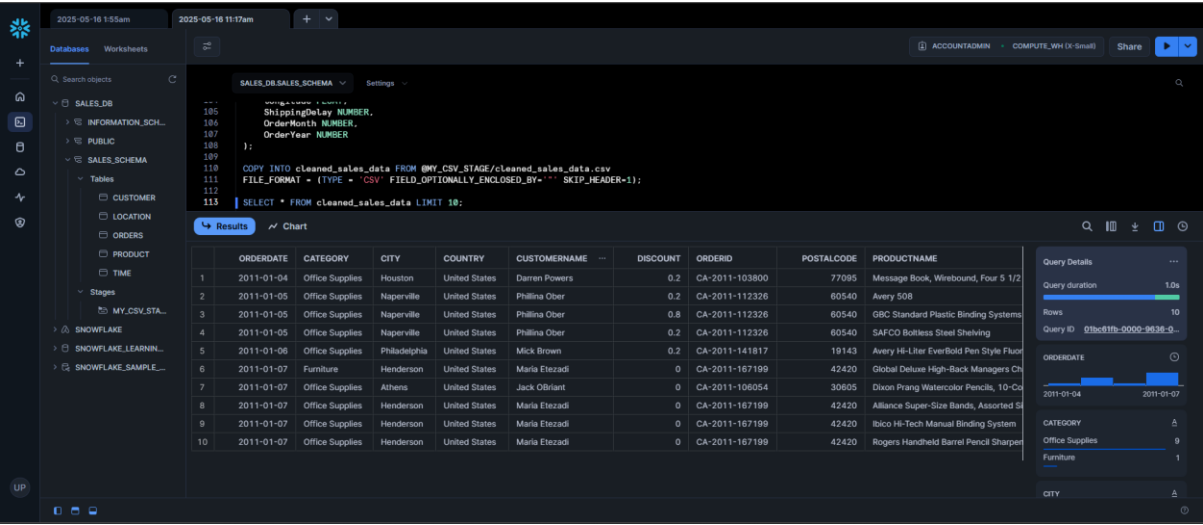 2025-05-16 1:55am
2025-05-16 11:17am
Databases Worksheets
ACCOUNTADMIN COMPUTE_WH (X-Small) Share
Search objects
SALES_DB
INFORMATION_SCH...
PUBLIC
SALES_SCHEMA
Tables
CUSTOMER
LOCATION
ORDERS
PRODUCT
TIME
Stages
MY_CSV_STA...
SNOWFLAKE
SNOWFLAKE_LEARNIN...
SNOWFLAKE_SAMPLE_...
UP
SALES_DB.SALES_SCHEMA Settings
105 ShippingDelay NUMBER,
106 OrderMonth NUMBER,
107 OrderYear NUMBER
108 );
109
110 COPY INTO cleaned_sales_data FROM @MY_CSV_STAGE/cleaned_sales_data.csv
111 FILE_FORMAT = (TYPE = 'CSV' FIELD_OPTIONALLY_ENCLOSED_BY='"' SKIP_HEADER=1);
112
113 SELECT * FROM cleaned_sales_data LIMIT 10;
Results Chart
ORDERDATE CATEGORY CITY COUNTRY CUSTOMERNAME ... DISCOUNT ORDERID POSTALCODE PRODUCTNAME
1 2011-01-04 Office Supplies Houston United States Darren Powers 0.2 CA-2011-103800 77095 Message Book, Wirebound, Four 5 1/2
2 2011-01-05 Office Supplies Naperville United States Phillina Ober 0.2 CA-2011-112326 60540 Avery 508
3 2011-01-05 Office Supplies Naperville United States Phillina Ober 0.8 CA-2011-112326 60540 GBC Standard Plastic Binding Systems
4 2011-01-05 Office Supplies Naperville United States Phillina Ober 0.2 CA-2011-112326 60540 SAFCO Boltless Steel Shelving
5 2011-01-06 Office Supplies Philadelphia United States Mick Brown 0.2 CA-2011-141817 19143 Avery Hi-Liter EverBold Pen Style Fluor
6 2011-01-07 Furniture Henderson United States Maria Etezadi 0 CA-2011-167199 42420 Global Deluxe High-Back Managers Ch
7 2011-01-07 Office Supplies Athens United States Jack OBriant 0 CA-2011-106054 30605 Dixon Prang Watercolor Pencils, 10-Co
8 2011-01-07 Office Supplies Henderson United States Maria Etezadi 0 CA-2011-167199 42420 Alliance Super-Size Bands, Assorted Si
9 2011-01-07 Office Supplies Henderson United States Maria Etezadi 0 CA-2011-167199 42420 Ibico Hi-Tech Manual Binding System
10 2011-01-07 Office Supplies Henderson United States Maria Etezadi 0 CA-2011-167199 42420 Rogers Handheld Barrel Pencil Sharpen
Query Details ...
Query duration 1.0s
Rows 10
Query ID 01bc61fb-0000-9636-0...
ORDERDATE
2011-01-04 2011-01-07
CATEGORY
Office Supplies 9
Furniture 1
CITY